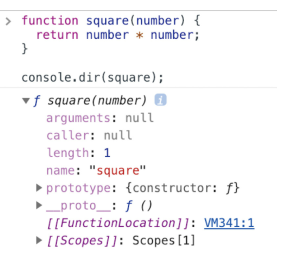 > function square(number) {
return number * number;
}
console.dir(square);
▼ ƒ square(number) i
arguments: null
caller: null
length: 1
name: "square"
▶ prototype: {constructor: ƒ}
▶ __proto__: ƒ ()
[[FunctionLocation]]: VM341:1
▶ [[Scopes]]: Scopes[1]